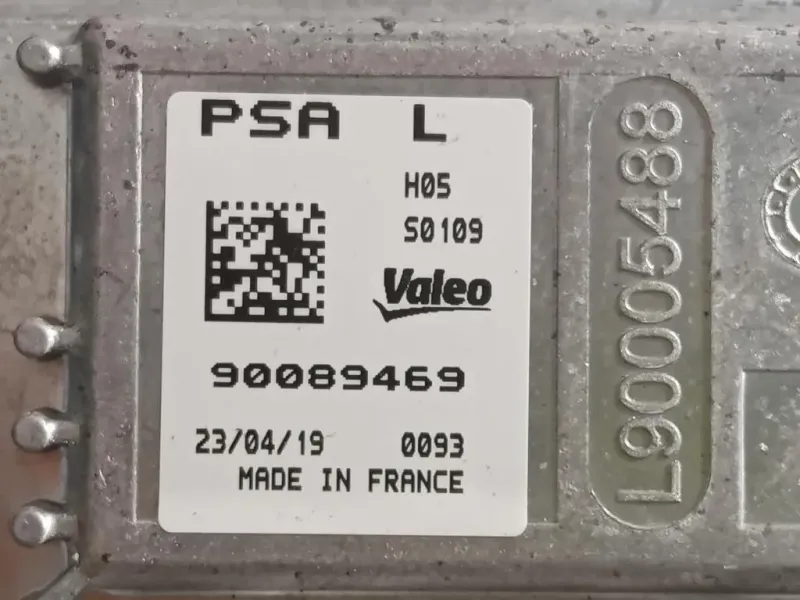 PSA L
H05
S0109
Valeo
90089469
23/04/19 0093
MADE IN FRANCE
L90005488